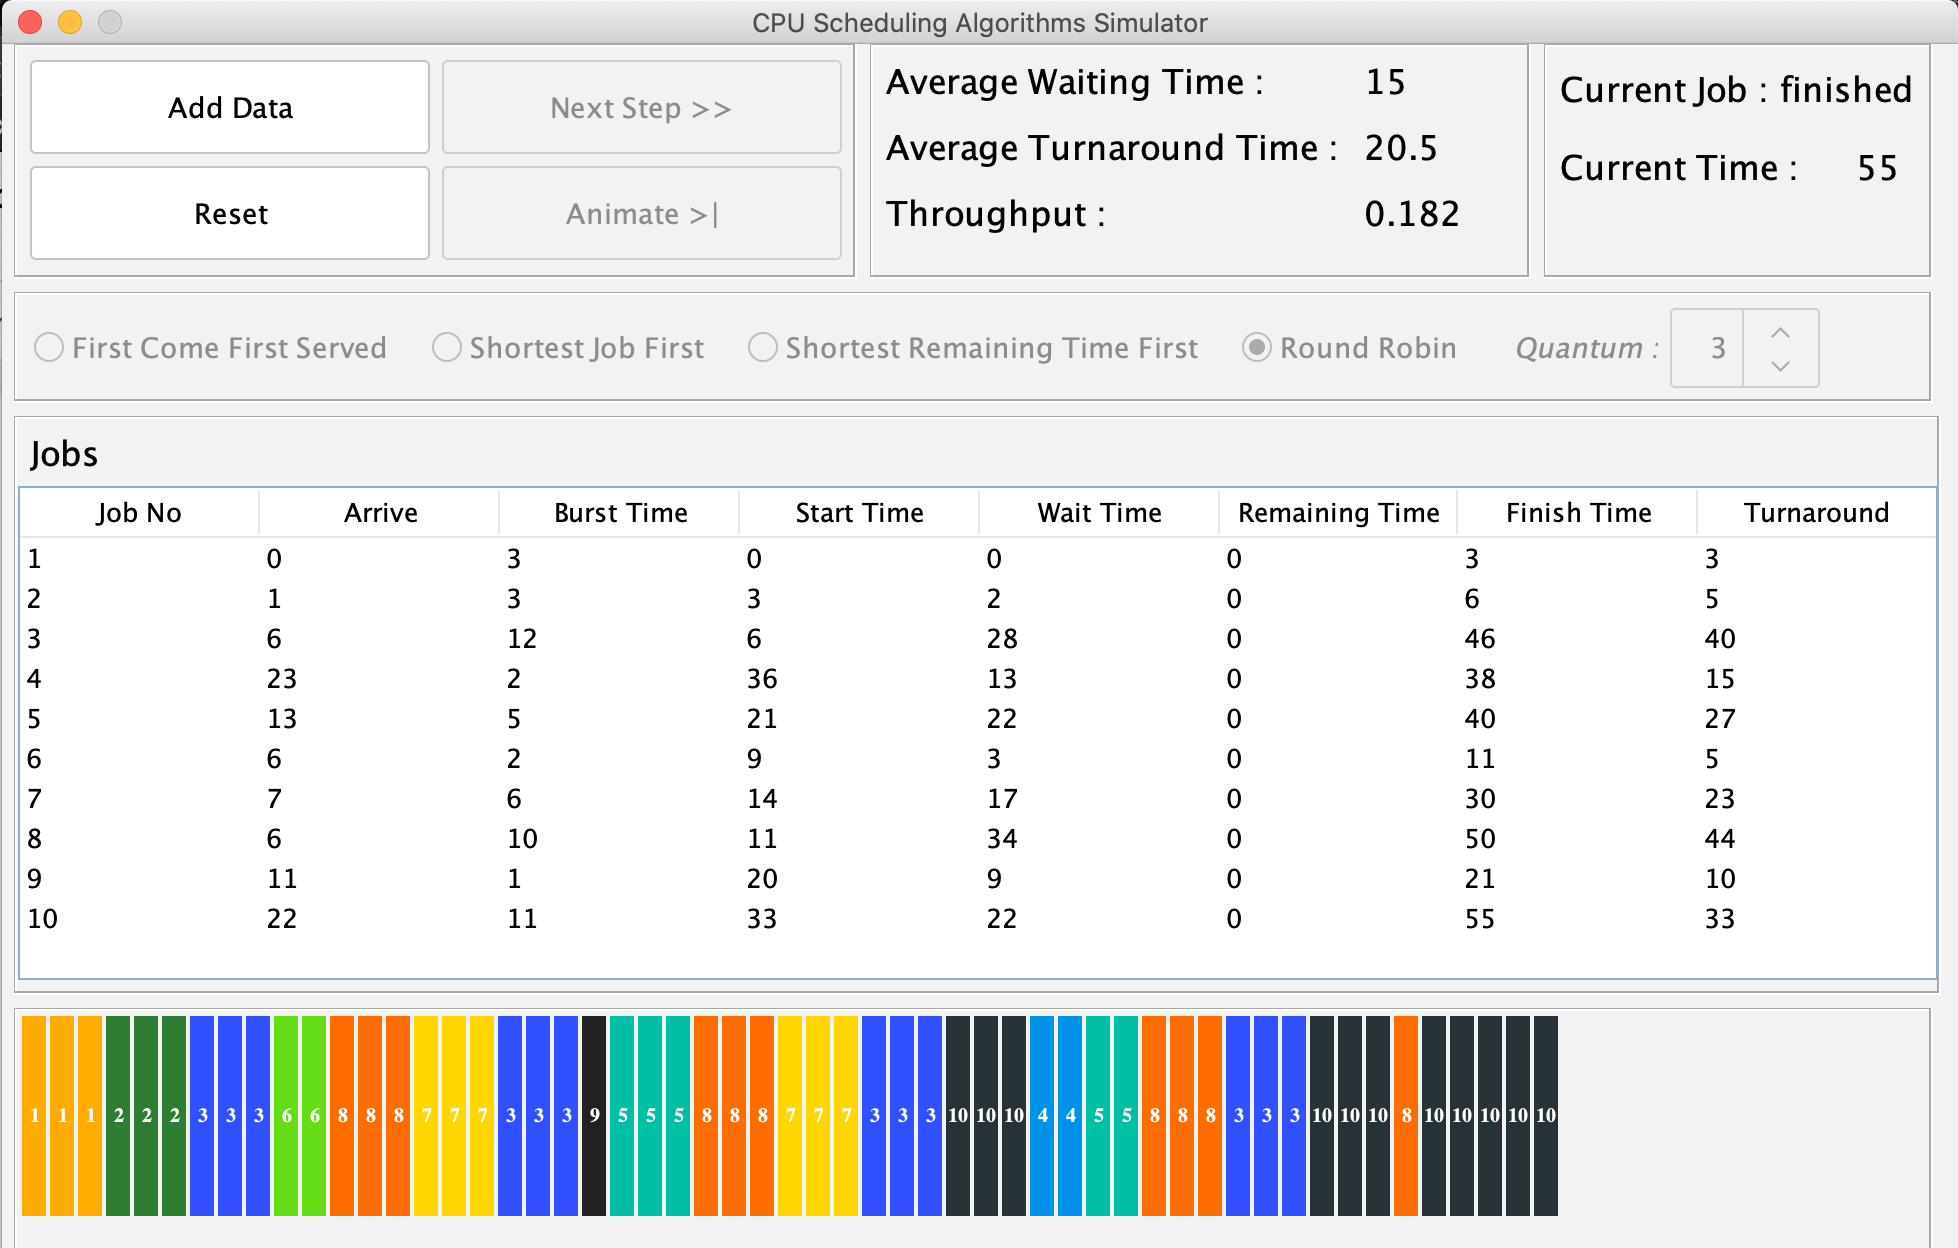 CPU Scheduling Algorithms Simulator
Add Data
Next Step >>
Reset
Animate >|
Average Waiting Time : 15
Average Turnaround Time : 20.5
Throughput : 0.182
Current Job : finished
Current Time : 55
First Come First Served Shortest Job First Shortest Remaining Time First Round Robin Quantum : 3
Jobs
Job No Arrive Burst Time Start Time Wait Time Remaining Time Finish Time Turnaround
1 0 3 0 0 0 3 3
2 1 3 3 2 0 6 5
3 6 12 6 28 0 46 40
4 23 2 36 13 0 38 15
5 13 5 21 22 0 40 27
6 6 2 9 3 0 11 5
7 7 6 14 17 0 30 23
8 6 10 11 34 0 50 44
9 11 1 20 9 0 21 10
10 22 11 33 22 0 55 33
1 1 1 2 2 2 3 3 3 6 6 8 8 8 7 7 7 3 3 3 9 5 5 5 8 8 8 7 7 7 3 3 3 10 10 10 4 4 5 5 8 8 8 3 3 3 10 10 10 8 10 10 10 10 10